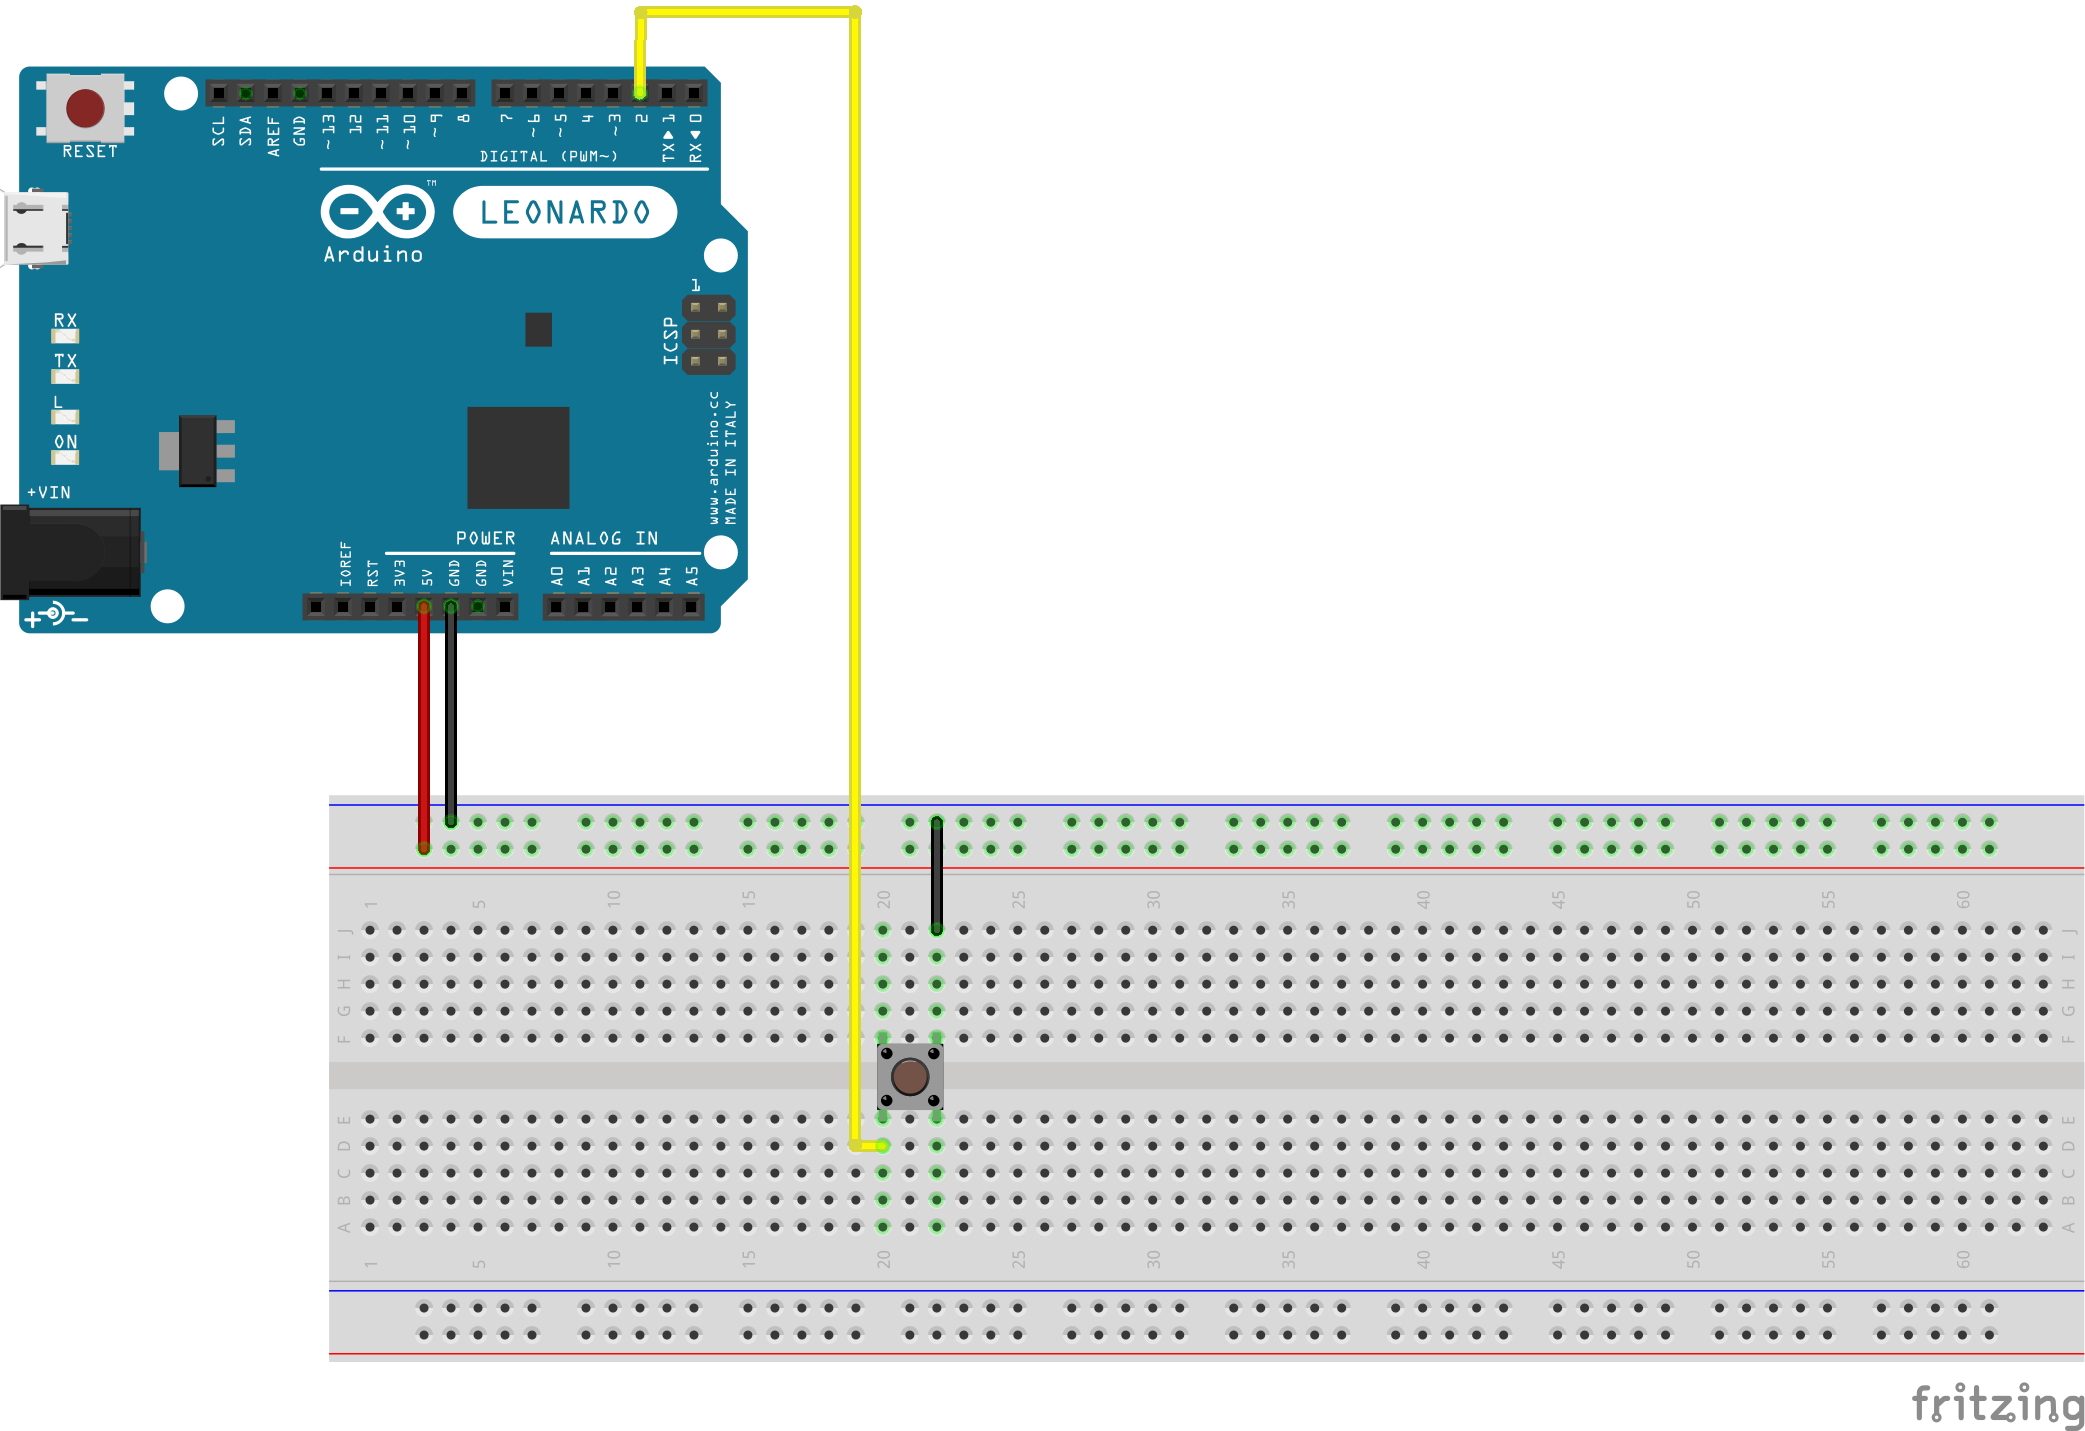 RESET
SCL
SDA
AREF
GND
~13
12
~11
~10
~9
8
7
~6
~5
4
~3
2
TX▶1
RX◀0
DIGITAL (PWM~)
TM
LEONARDO
Arduino
1
ICSP
RX
TX
L
ON
www.arduino.cc
MADE IN ITALY
+VIN
POWER
ANALOG IN
IOREF
RST
3V3
5V
GND
GND
VIN
A0
A1
A2
A3
A4
A5
1 5 10 15 20 25 30 35 40 45 50 55 60
J J
I I
H H
G G
F F
E E
D D
C C
B B
A A
1 5 10 15 20 25 30 35 40 45 50 55 60
fritzing